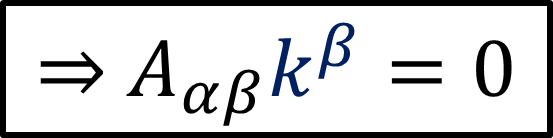 ⇒ A_{αβ}k^β = 0